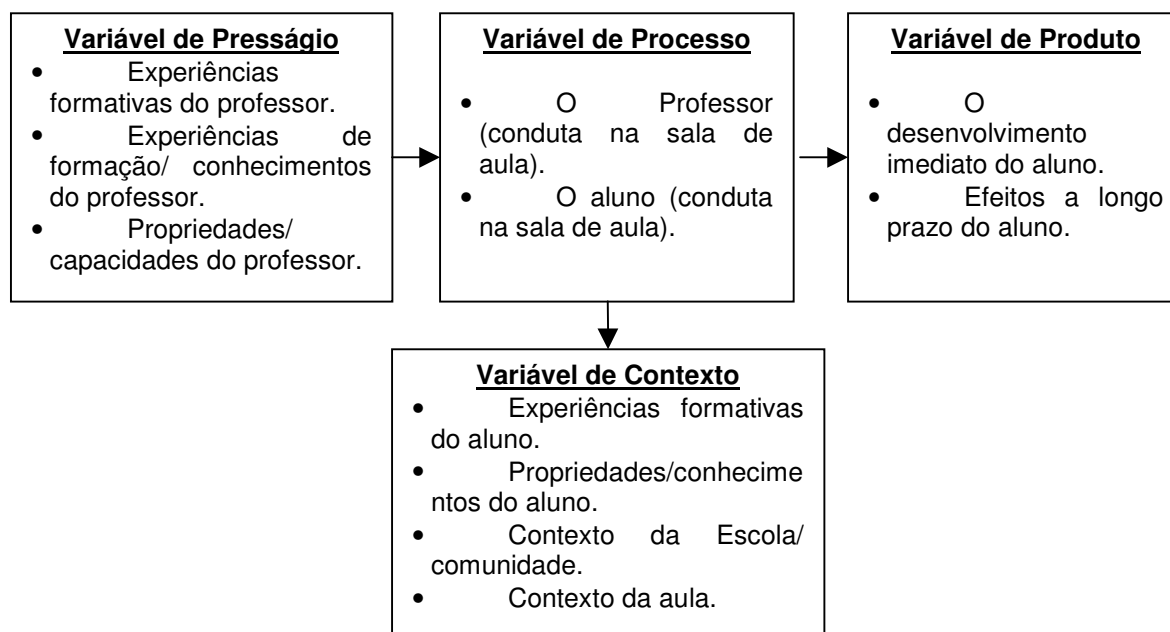 Variável de Presságio
• Experiências
formativas do professor.
• Experiências de
formação/ conhecimentos
do professor.
• Propriedades/
capacidades do professor.
Variável de Processo
• O Professor
(conduta na sala de
aula).
• O aluno (conduta
na sala de aula).
Variável de Produto
• O
desenvolvimento
imediato do aluno.
• Efeitos a longo
prazo do aluno.
Variável de Contexto
• Experiências formativas
do aluno.
• Propriedades/conhecime
ntos do aluno.
• Contexto da Escola/
comunidade.
• Contexto da aula.